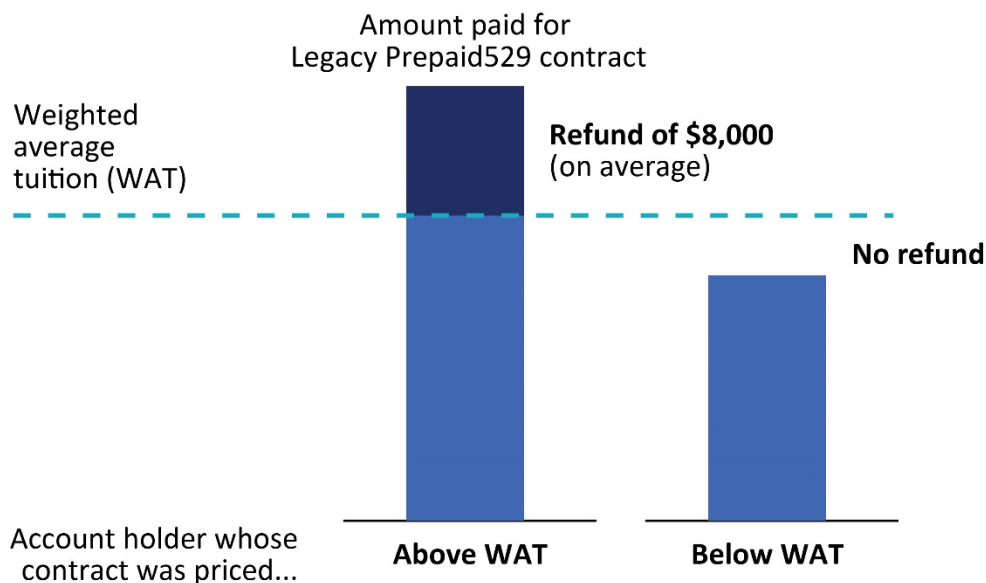 Amount paid for
Legacy Prepaid529 contract
Weighted
average
tuition (WAT)
Refund of $8,000
(on average)
No refund
Account holder whose
contract was priced...
Above WAT
Below WAT